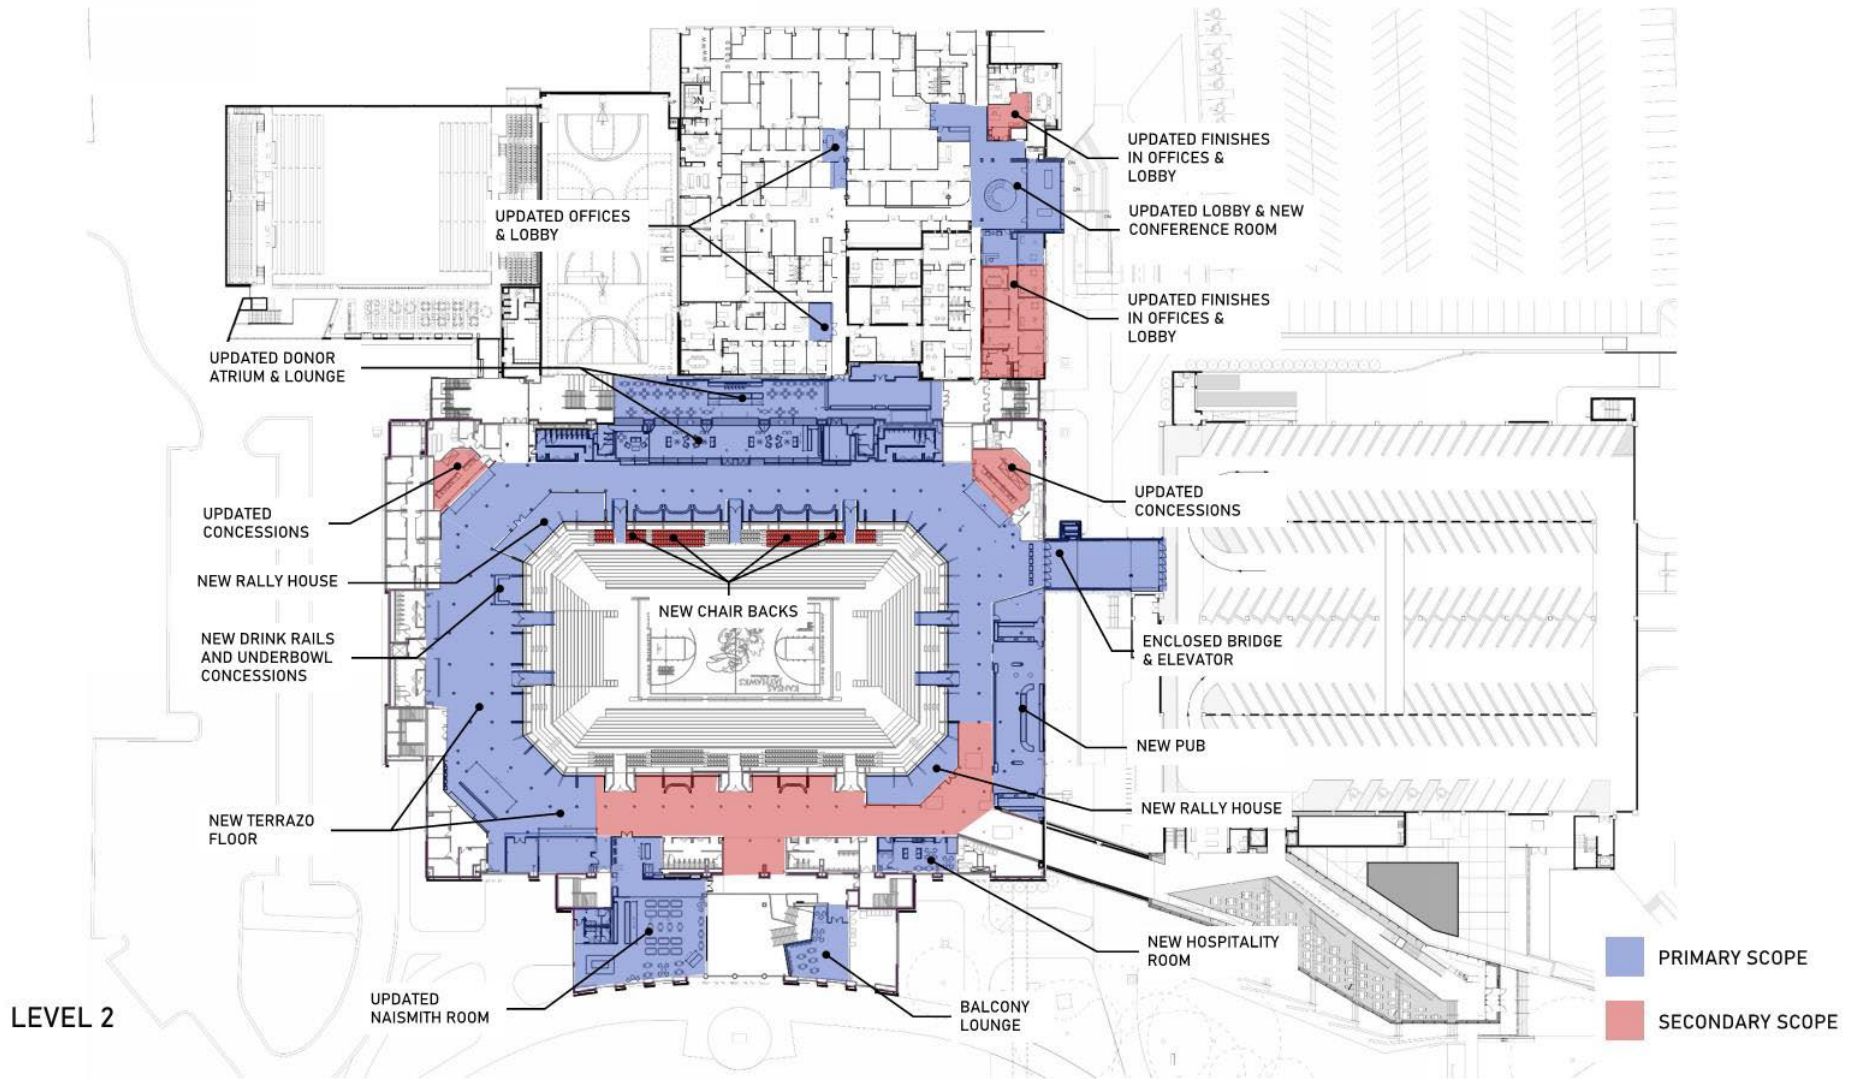 UPDATED FINISHES
IN OFFICES &
LOBBY
UPDATED OFFICES
& LOBBY
UPDATED LOBBY & NEW
CONFERENCE ROOM
UPDATED FINISHES
IN OFFICES &
LOBBY
UPDATED DONOR
ATRIUM & LOUNGE
UPDATED
CONCESSIONS
UPDATED
CONCESSIONS
NEW RALLY HOUSE
NEW CHAIR BACKS
NEW DRINK RAILS
AND UNDERBOWL
CONCESSIONS
ENCLOSED BRIDGE
& ELEVATOR
KANSAS
JAYHAWKS
NEW PUB
NEW RALLY HOUSE
NEW TERRAZO
FLOOR
NEW HOSPITALITY
ROOM
UPDATED
NAISMITH ROOM
BALCONY
LOUNGE
PRIMARY SCOPE
SECONDARY SCOPE
LEVEL 2